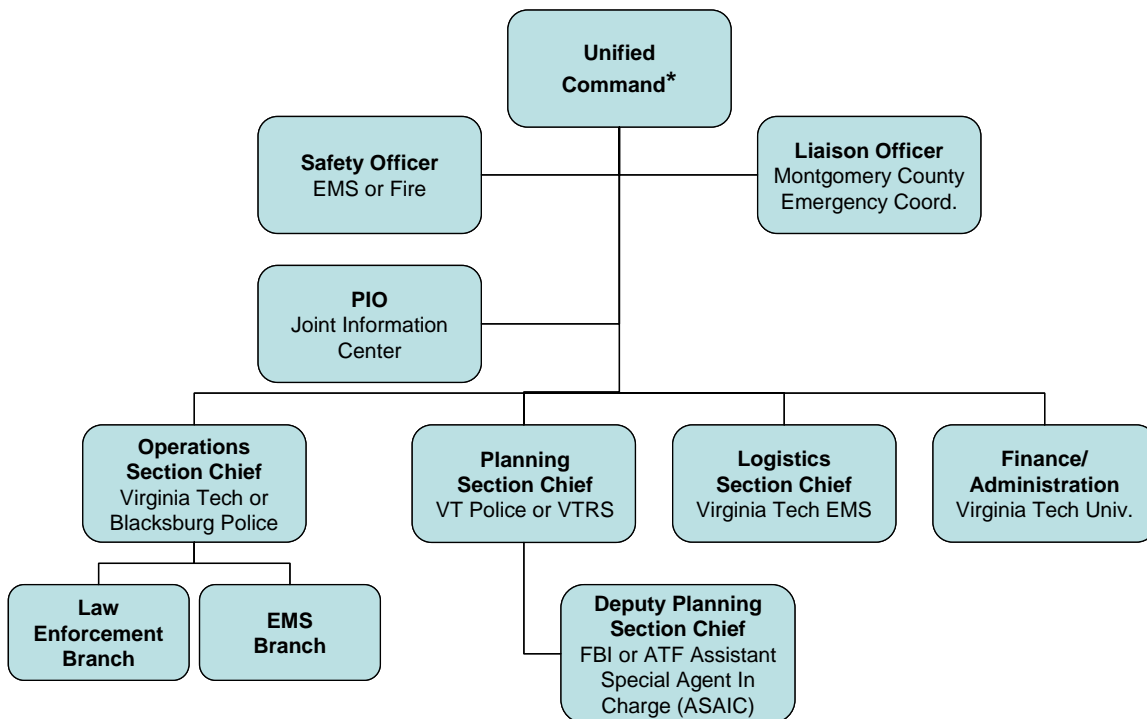 Unified
Command*
Safety Officer
EMS or Fire
Liaison Officer
Montgomery County
Emergency Coord.
PIO
Joint Information
Center
Operations
Section Chief
Virginia Tech or
Blacksburg Police
Planning
Section Chief
VT Police or VTRS
Logistics
Section Chief
Virginia Tech EMS
Finance/
Administration
Virginia Tech Univ.
Law
Enforcement
Branch
EMS
Branch
Deputy Planning
Section Chief
FBI or ATF Assistant
Special Agent In
Charge (ASAIC)